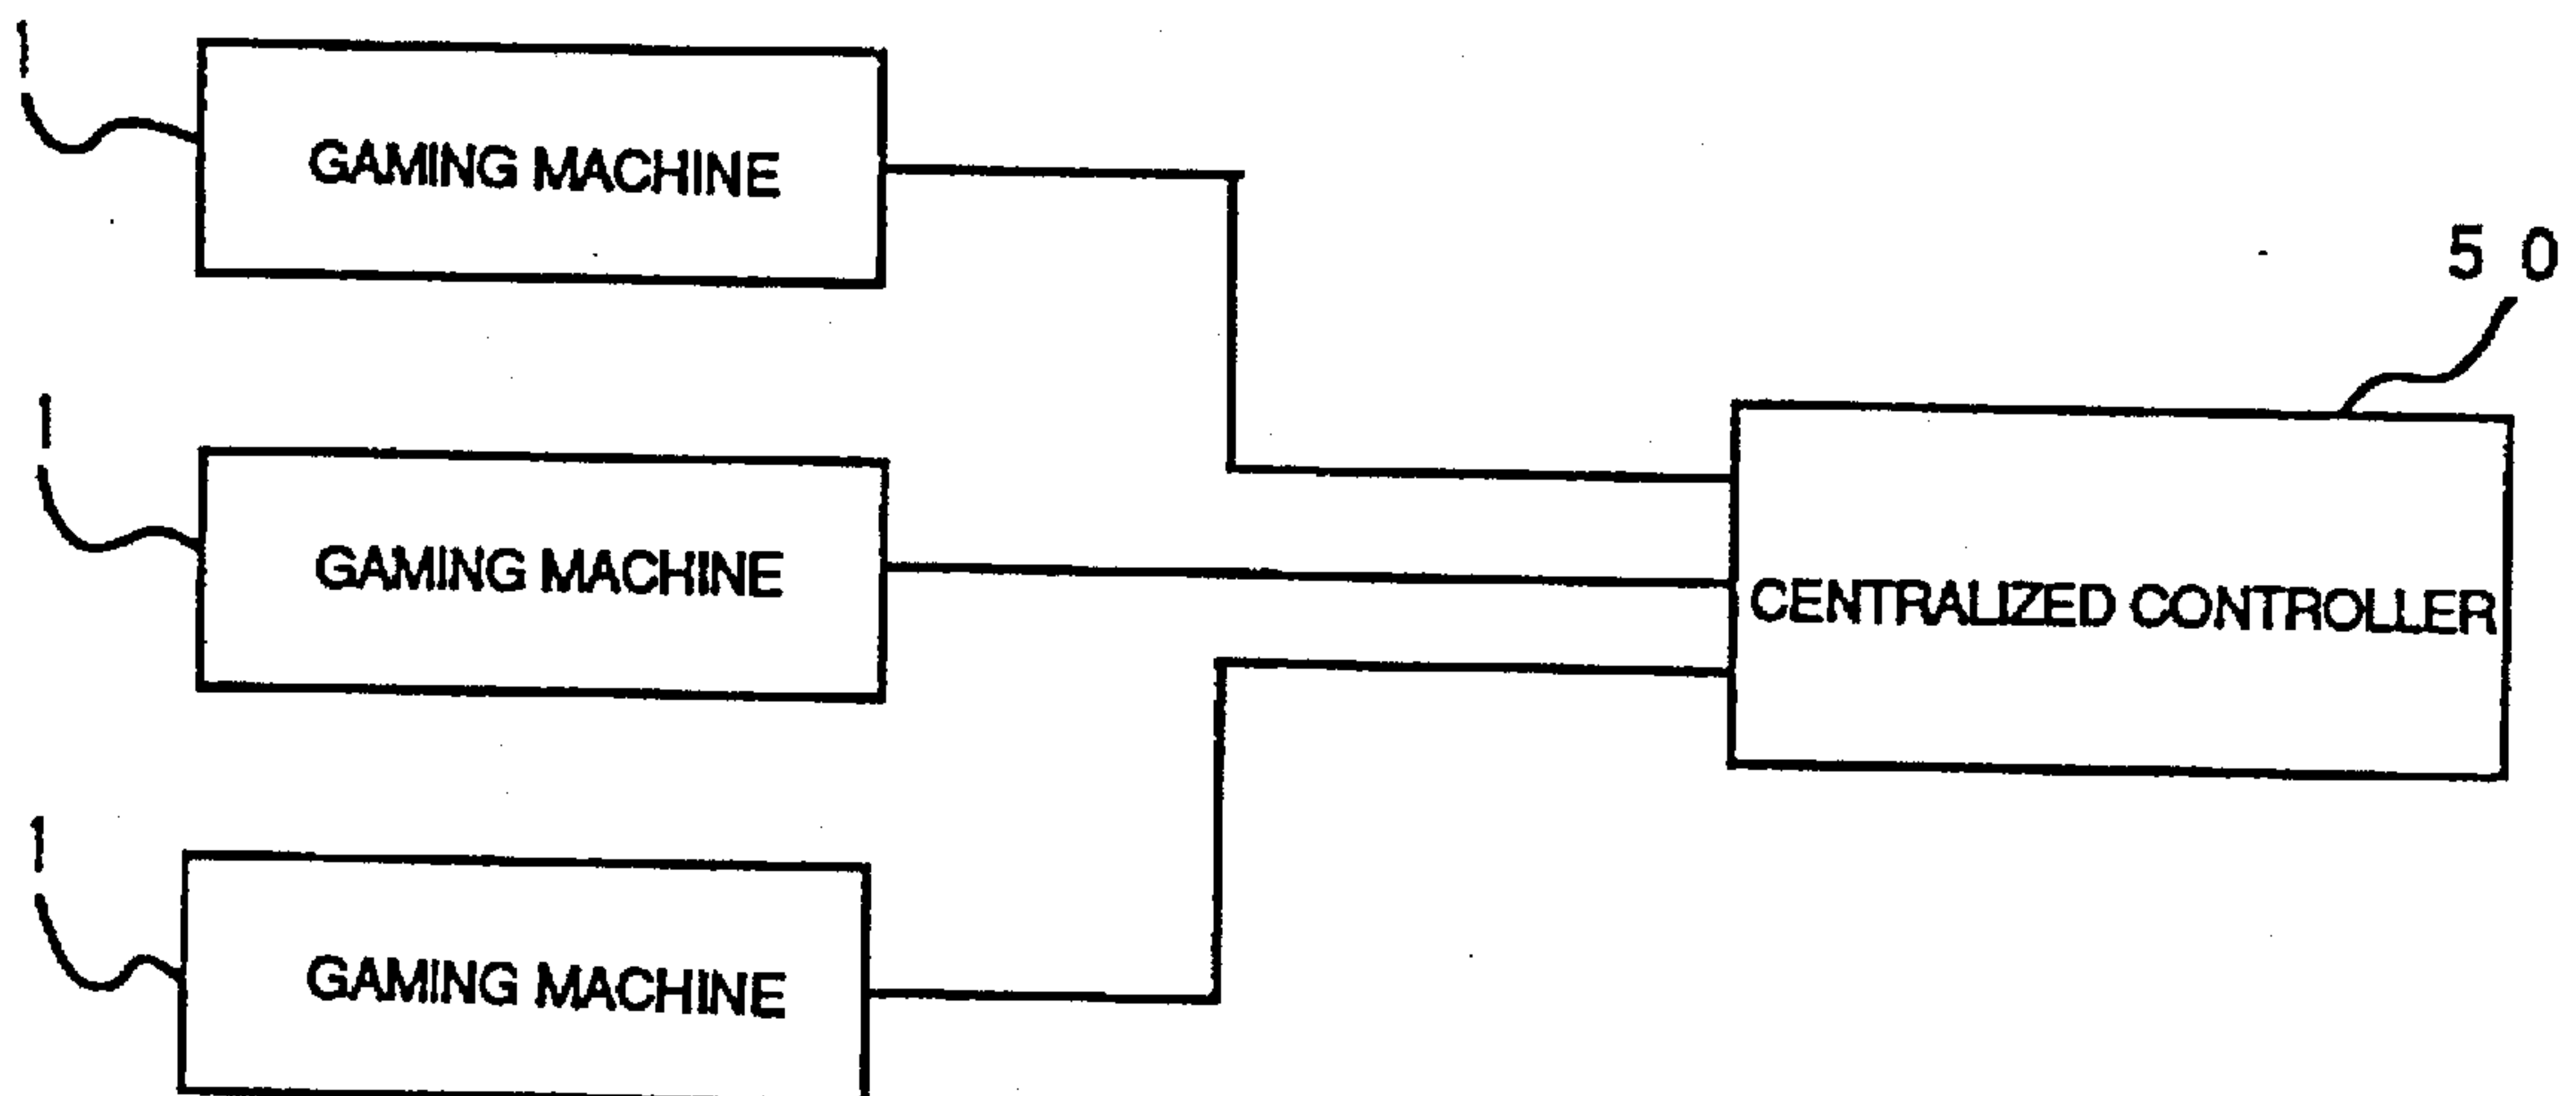 1
GAMING MACHINE
5 0
1
GAMING MACHINE
CENTRALIZED CONTROLLER
1
GAMING MACHINE